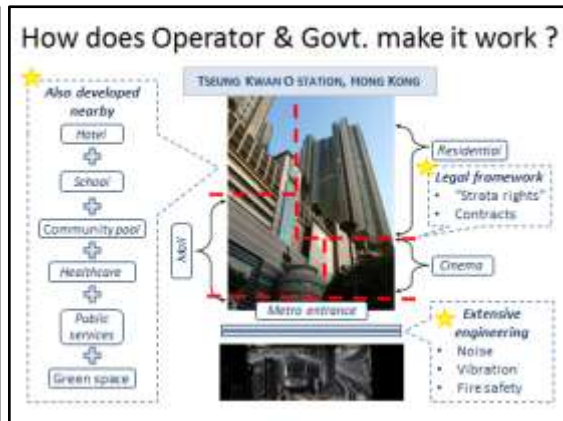 How does Operator & Govt. make it work ?
TSEUNG KWAN O STATION, HONG KONG
Also developed
nearby
Hotel
School
Community pool
Healthcare
Public
services
Green space
Mall
Residential
Legal framework
• "Strata rights"
• Contracts
Cinema
Metro entrance
Extensive
engineering
• Noise
• Vibration
• Fire safety